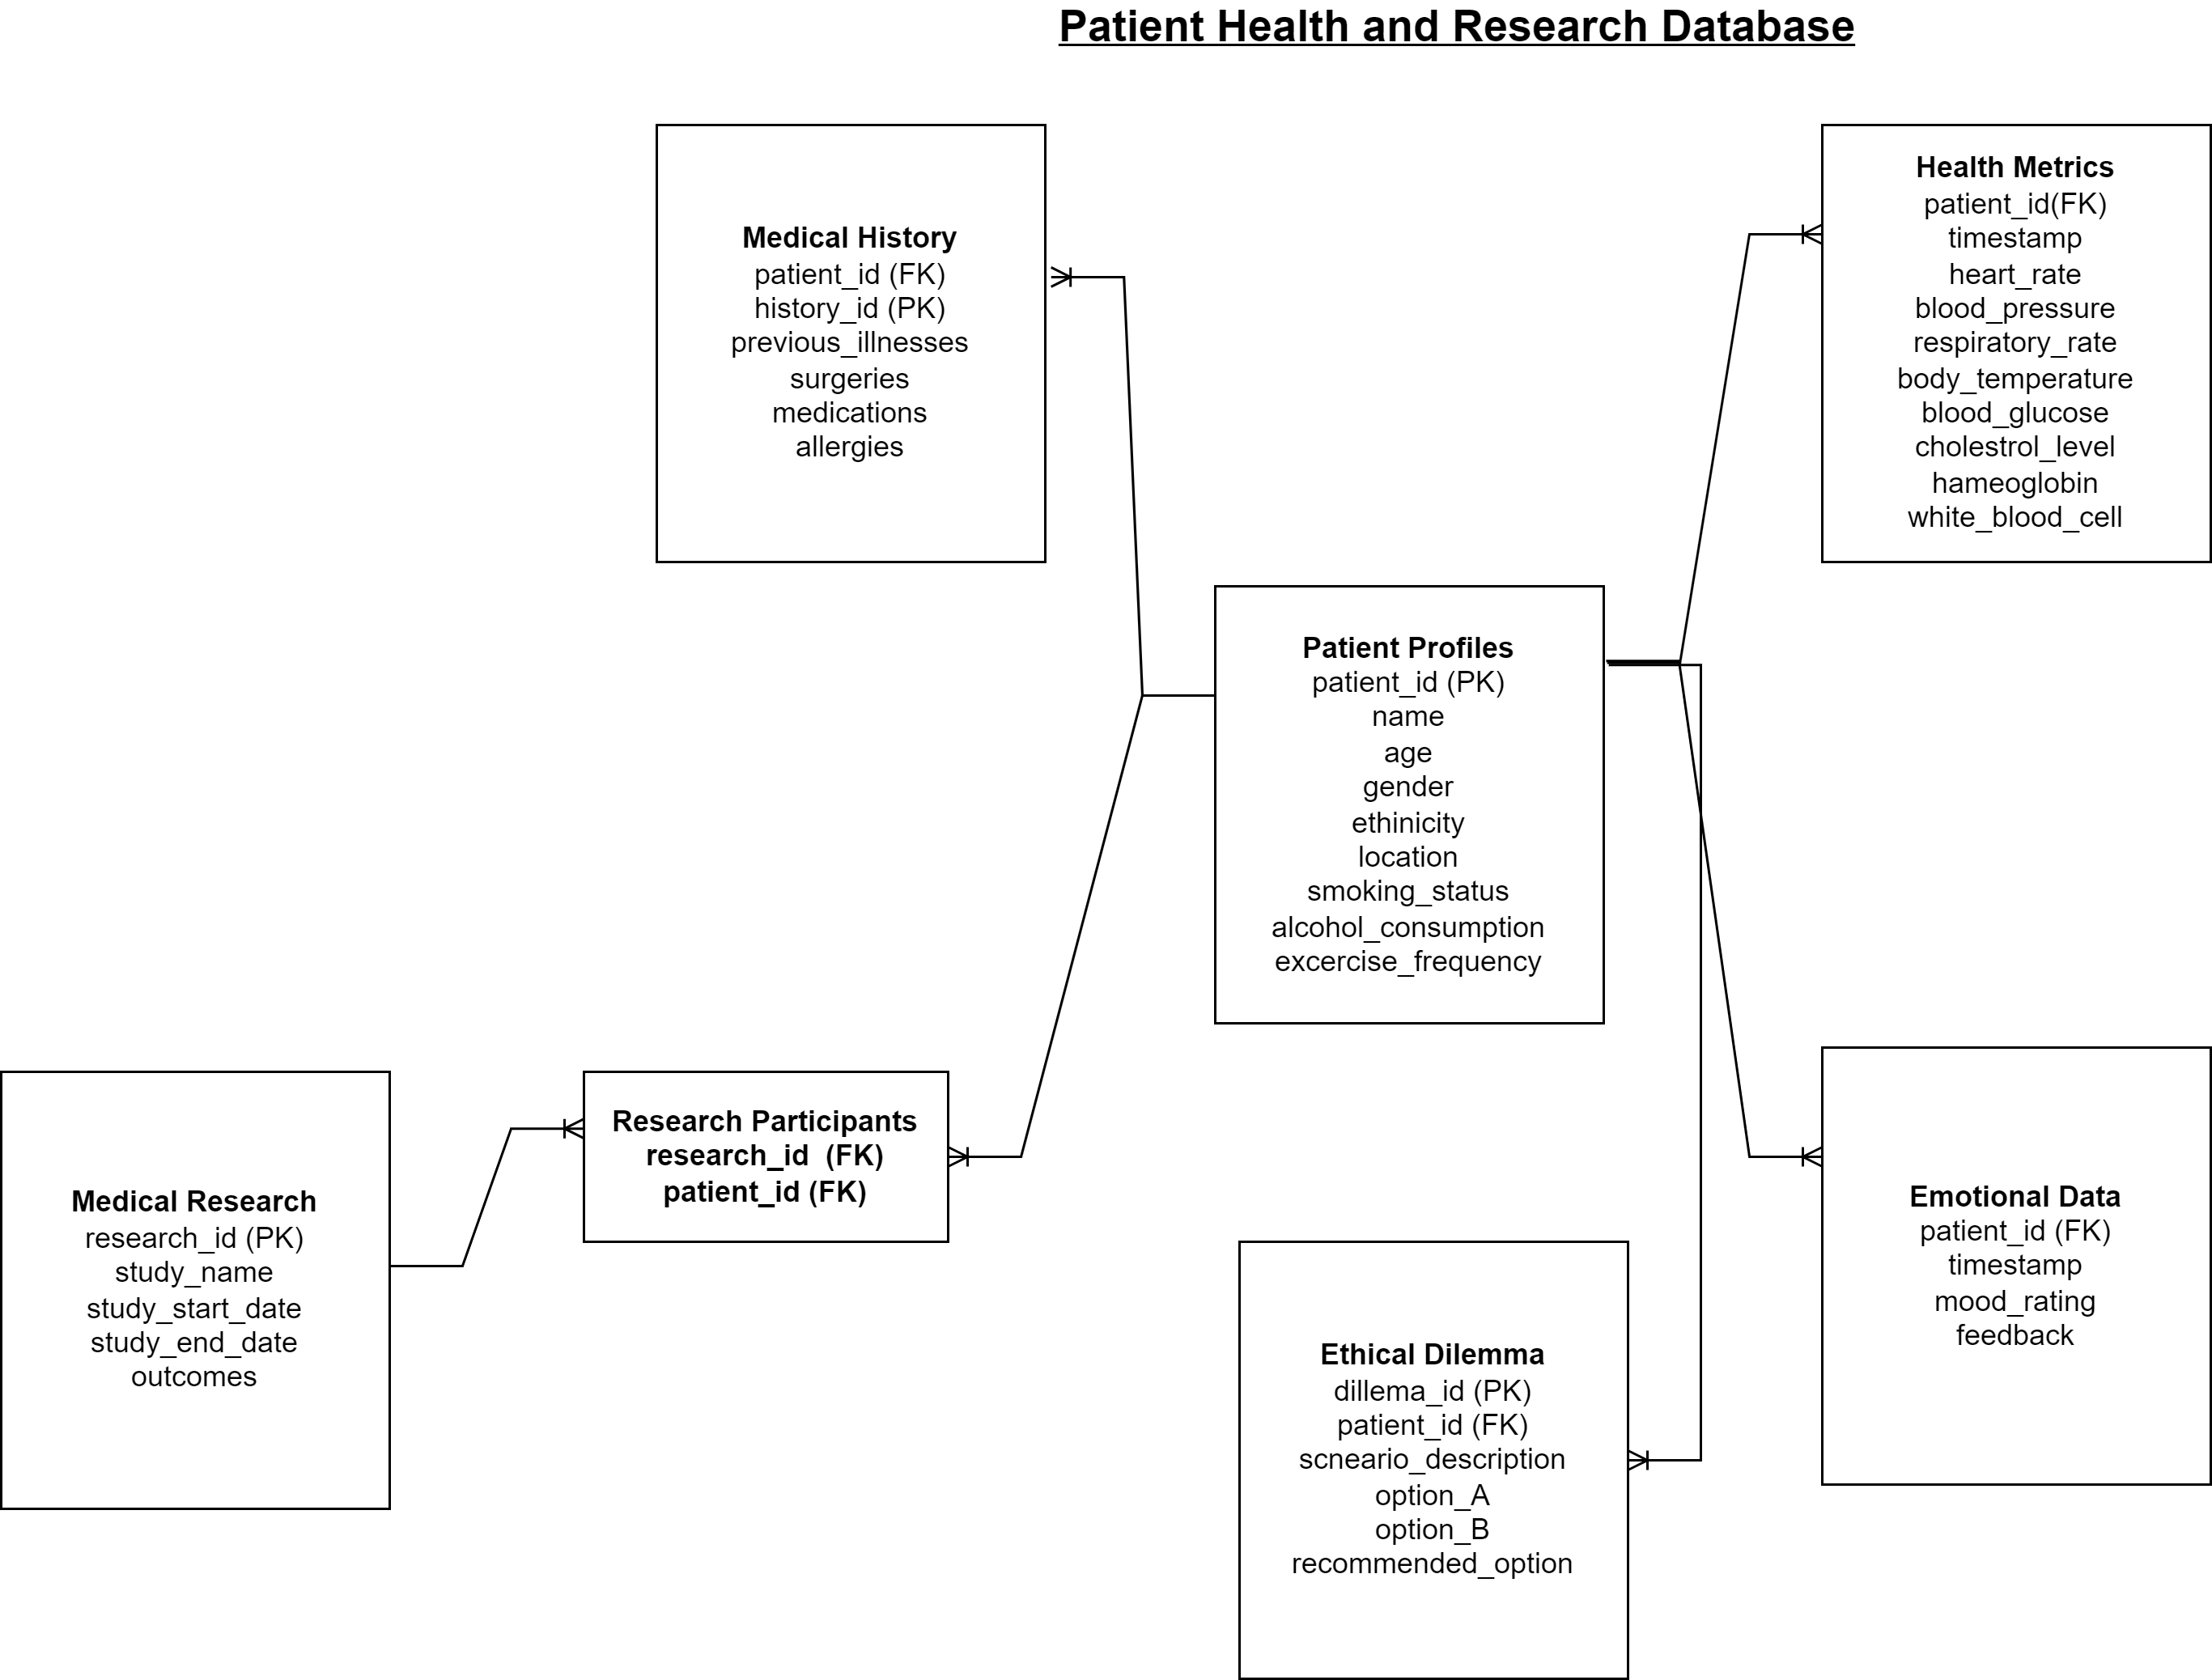 Patient Health and Research Database
Medical History
patient_id (FK)
history_id (PK)
previous_illnesses
surgeries
medications
allergies
Health Metrics
patient_id(FK)
timestamp
heart_rate
blood_pressure
respiratory_rate
body_temperature
blood_glucose
cholestrol_level
hameoglobin
white_blood_cell
Patient Profiles
patient_id (PK)
name
age
gender
ethinicity
location
smoking_status
alcohol_consumption
excercise_frequency
Medical Research
research_id (PK)
study_name
study_start_date
study_end_date
outcomes
Research Participants
research_id  (FK)
patient_id (FK)
Ethical Dilemma
dillema_id (PK)
patient_id (FK)
scneario_description
option_A
option_B
recommended_option
Emotional Data
patient_id (FK)
timestamp
mood_rating
feedback